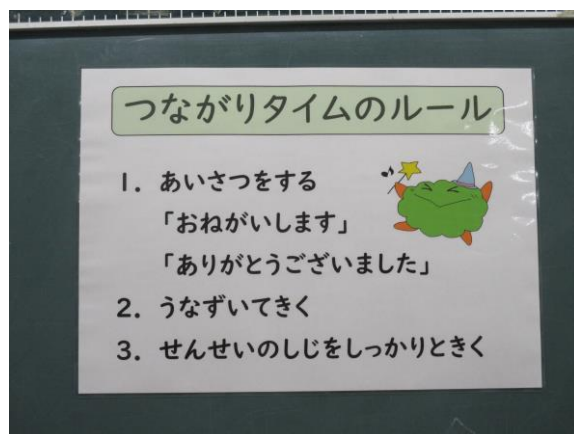 つながりタイムのルール
1. あいさつをする
「おねがいします」
「ありがとうございました」
2. うなずいてきく
3. せんせいのしじをしっかりときく